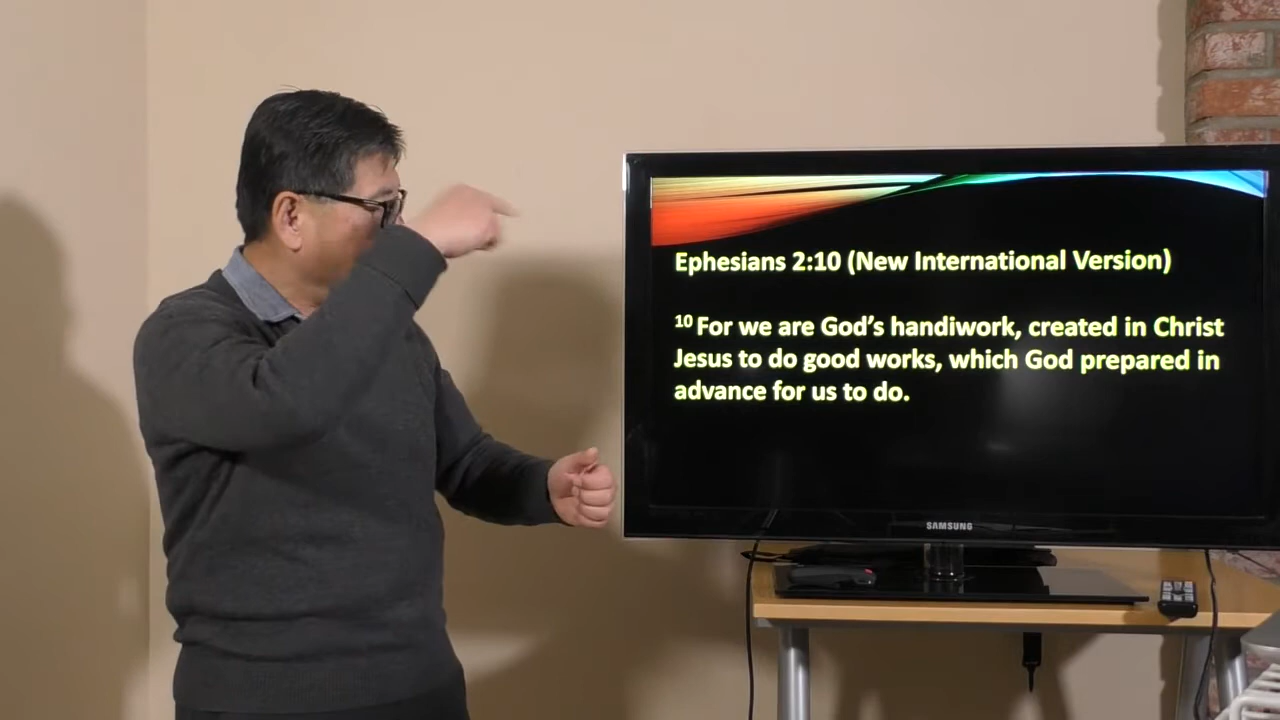 Ephesians 2:10 (New International Version)
10 For we are God's handiwork, created in Christ
Jesus to do good works, which God prepared in
advance for us to do.
SAMSUNG